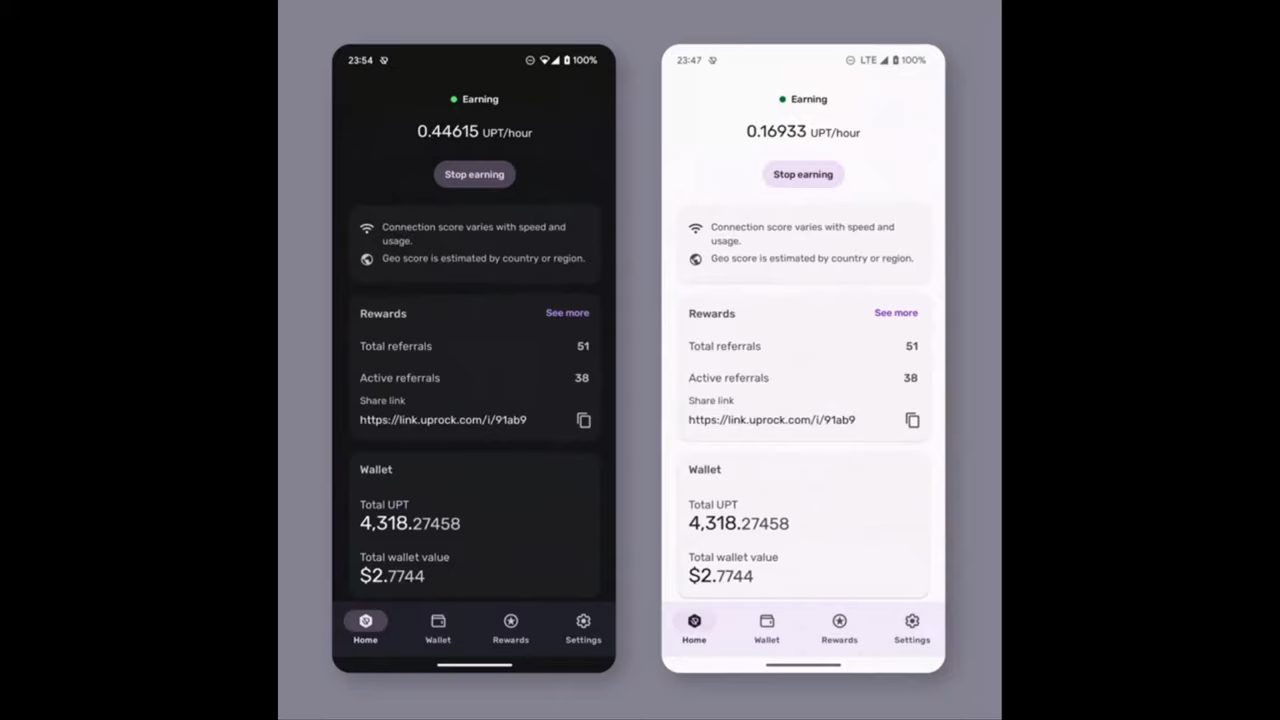 23:54 100%
Earning
0.44615 UPT/hour
Stop earning
Connection score varies with speed and
usage.
Geo score is estimated by country or region.
Rewards See more
Total referrals 51
Active referrals 38
Share link
https://link.uprock.com/i/91ab9
Wallet
Total UPT
4,318.27458
Total wallet value
$2.7744
Home Wallet Rewards Settings
23:47 LTE 100%
Earning
0.16933 UPT/hour
Stop earning
Connection score varies with speed and
usage.
Geo score is estimated by country or region.
Rewards See more
Total referrals 51
Active referrals 38
Share link
https://link.uprock.com/i/91ab9
Wallet
Total UPT
4,318.27458
Total wallet value
$2.7744
Home Wallet Rewards Settings